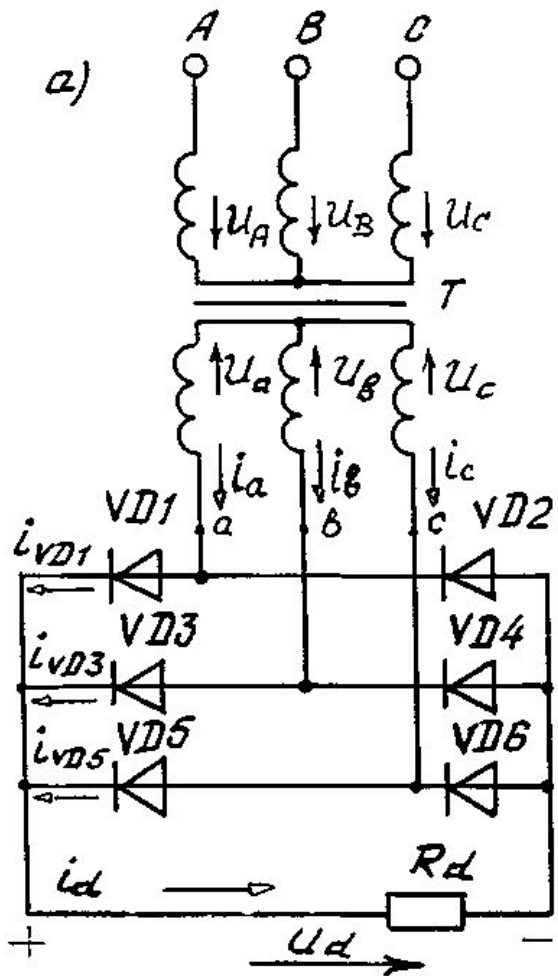 A B C
а)
u_A u_B u_C
T
u_a u_в u_c
i_a i_в i_c
VD1 a в c VD2
i_VD1
VD3 VD4
i_VD3
VD5 VD6
i_VD5
i_d R_d
+ u_d −